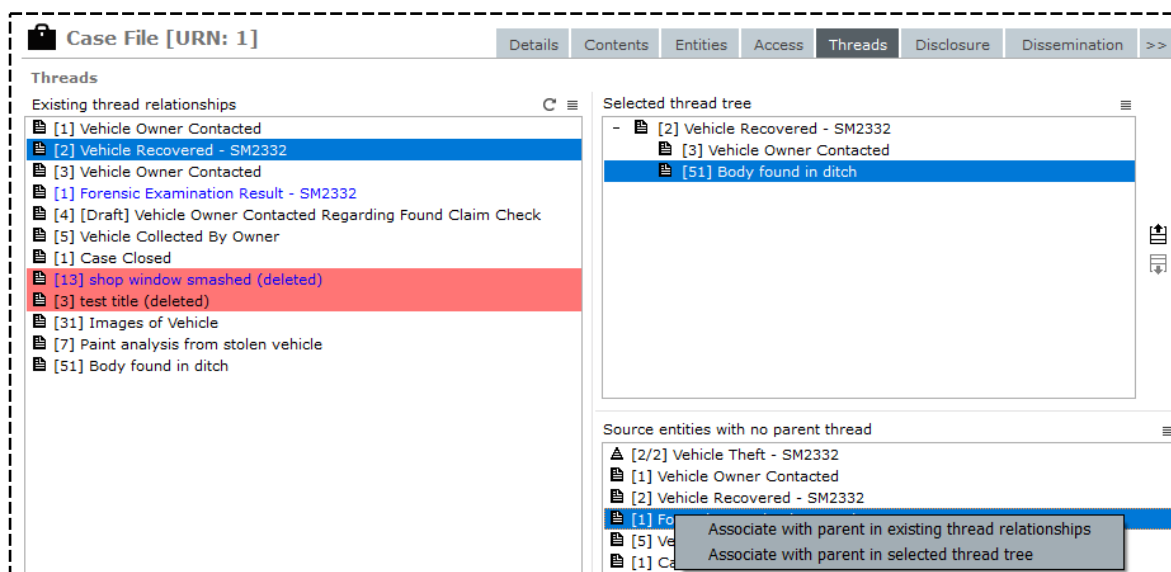 Case File [URN: 1]
Details Contents Entities Access Threads Disclosure Dissemination >>
Threads
Existing thread relationships
[1] Vehicle Owner Contacted
[2] Vehicle Recovered - SM2332
[3] Vehicle Owner Contacted
[1] Forensic Examination Result - SM2332
[4] [Draft] Vehicle Owner Contacted Regarding Found Claim Check
[5] Vehicle Collected By Owner
[1] Case Closed
[13] shop window smashed (deleted)
[3] test title (deleted)
[31] Images of Vehicle
[7] Paint analysis from stolen vehicle
[51] Body found in ditch
Selected thread tree
- [2] Vehicle Recovered - SM2332
[3] Vehicle Owner Contacted
[51] Body found in ditch
Source entities with no parent thread
[2/2] Vehicle Theft - SM2332
[1] Vehicle Owner Contacted
[2] Vehicle Recovered - SM2332
[1] Fo
[5] Ve
[1] Ca
Associate with parent in existing thread relationships
Associate with parent in selected thread tree